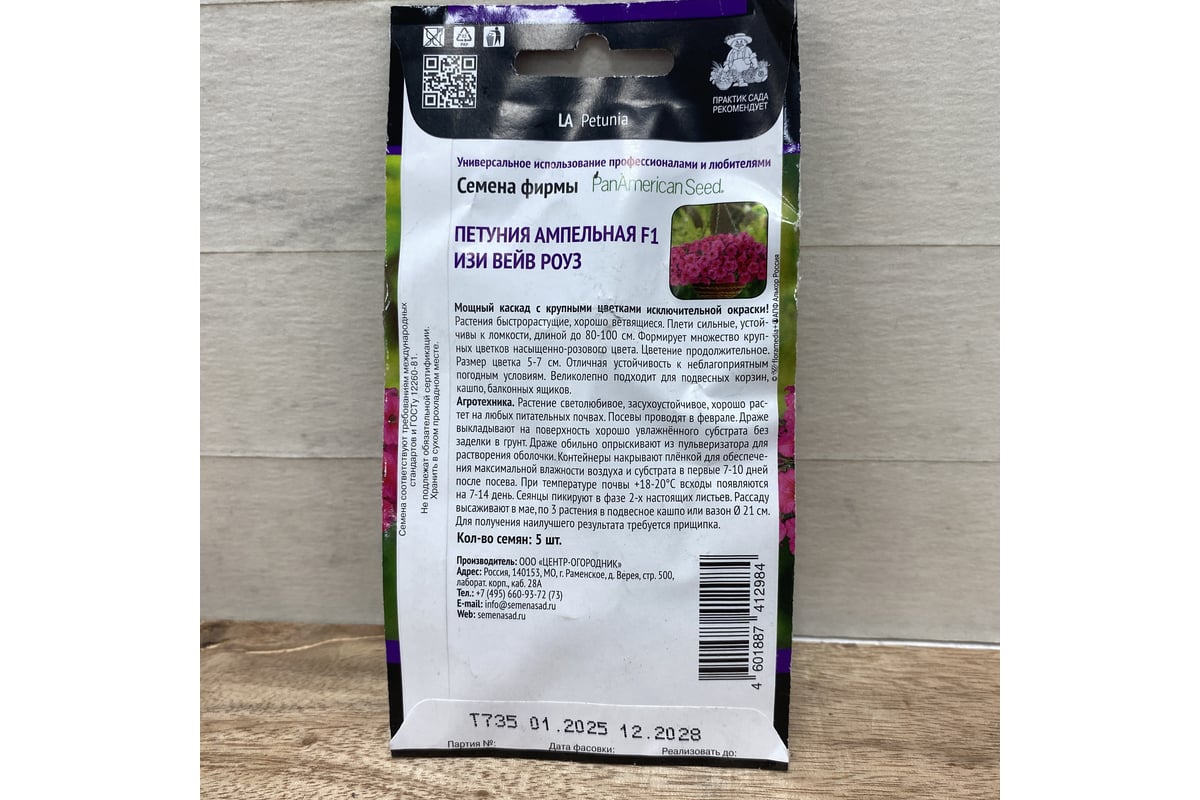 PAP
ПРАКТИК САДА
РЕКОМЕНДУЕТ
LA Petunia
Универсальное использование профессионалами и любителями
Семена фирмы PanAmerican Seed.
ПЕТУНИЯ АМПЕЛЬНАЯ F1
ИЗИ ВЕЙВ РОУЗ
Мощный каскад с крупными цветками исключительной окраски!
Растения быстрорастущие, хорошо ветвящиеся. Плети сильные, устой-
чивы к ломкости, длиной до 80-100 см. Формирует множество круп-
ных цветков насыщенно-розового цвета. Цветение продолжительное.
Размер цветка 5-7 см. Отличная устойчивость к неблагоприятным
погодным условиям. Великолепно подходит для подвесных корзин,
кашпо, балконных ящиков.
Агротехника. Растение светолюбивое, засухоустойчивое, хорошо рас-
тет на любых питательных почвах. Посевы проводят в феврале. Драже
выкладывают на поверхность хорошо увлажнённого субстрата без
заделки в грунт. Драже обильно опрыскивают из пульверизатора для
растворения оболочки. Контейнеры накрывают плёнкой для обеспече-
ния максимальной влажности воздуха и субстрата в первые 7-10 дней
после посева. При температуре почвы +18-20°С всходы появляются
на 7-14 день. Сеянцы пикируют в фазе 2-х настоящих листьев. Рассаду
высаживают в мае, по 3 растения в подвесное кашпо или вазон Ø 21 см.
Для получения наилучшего результата требуется прищипка.
Кол-во семян: 5 шт.
Производитель: ООО «ЦЕНТР-ОГОРОДНИК»
Адрес: Россия, 140153, МО, г. Раменское, д. Верея, стр. 500,
лаборат. корп., каб. 28А
Тел.: +7 (495) 660-93-72 (73)
E-mail: info@semenasad.ru
Web: semenasad.ru
Семена соответствуют требованиям международных
стандартов и ГОСТу 12260-81.
Не подлежат обязательной сертификации.
Хранить в сухом прохладном месте.
floramedia + АПФ Алькор Россия
4 601887 412984
T735 01.2025 12.2028
Партия №: Дата фасовки: Реализовать до: